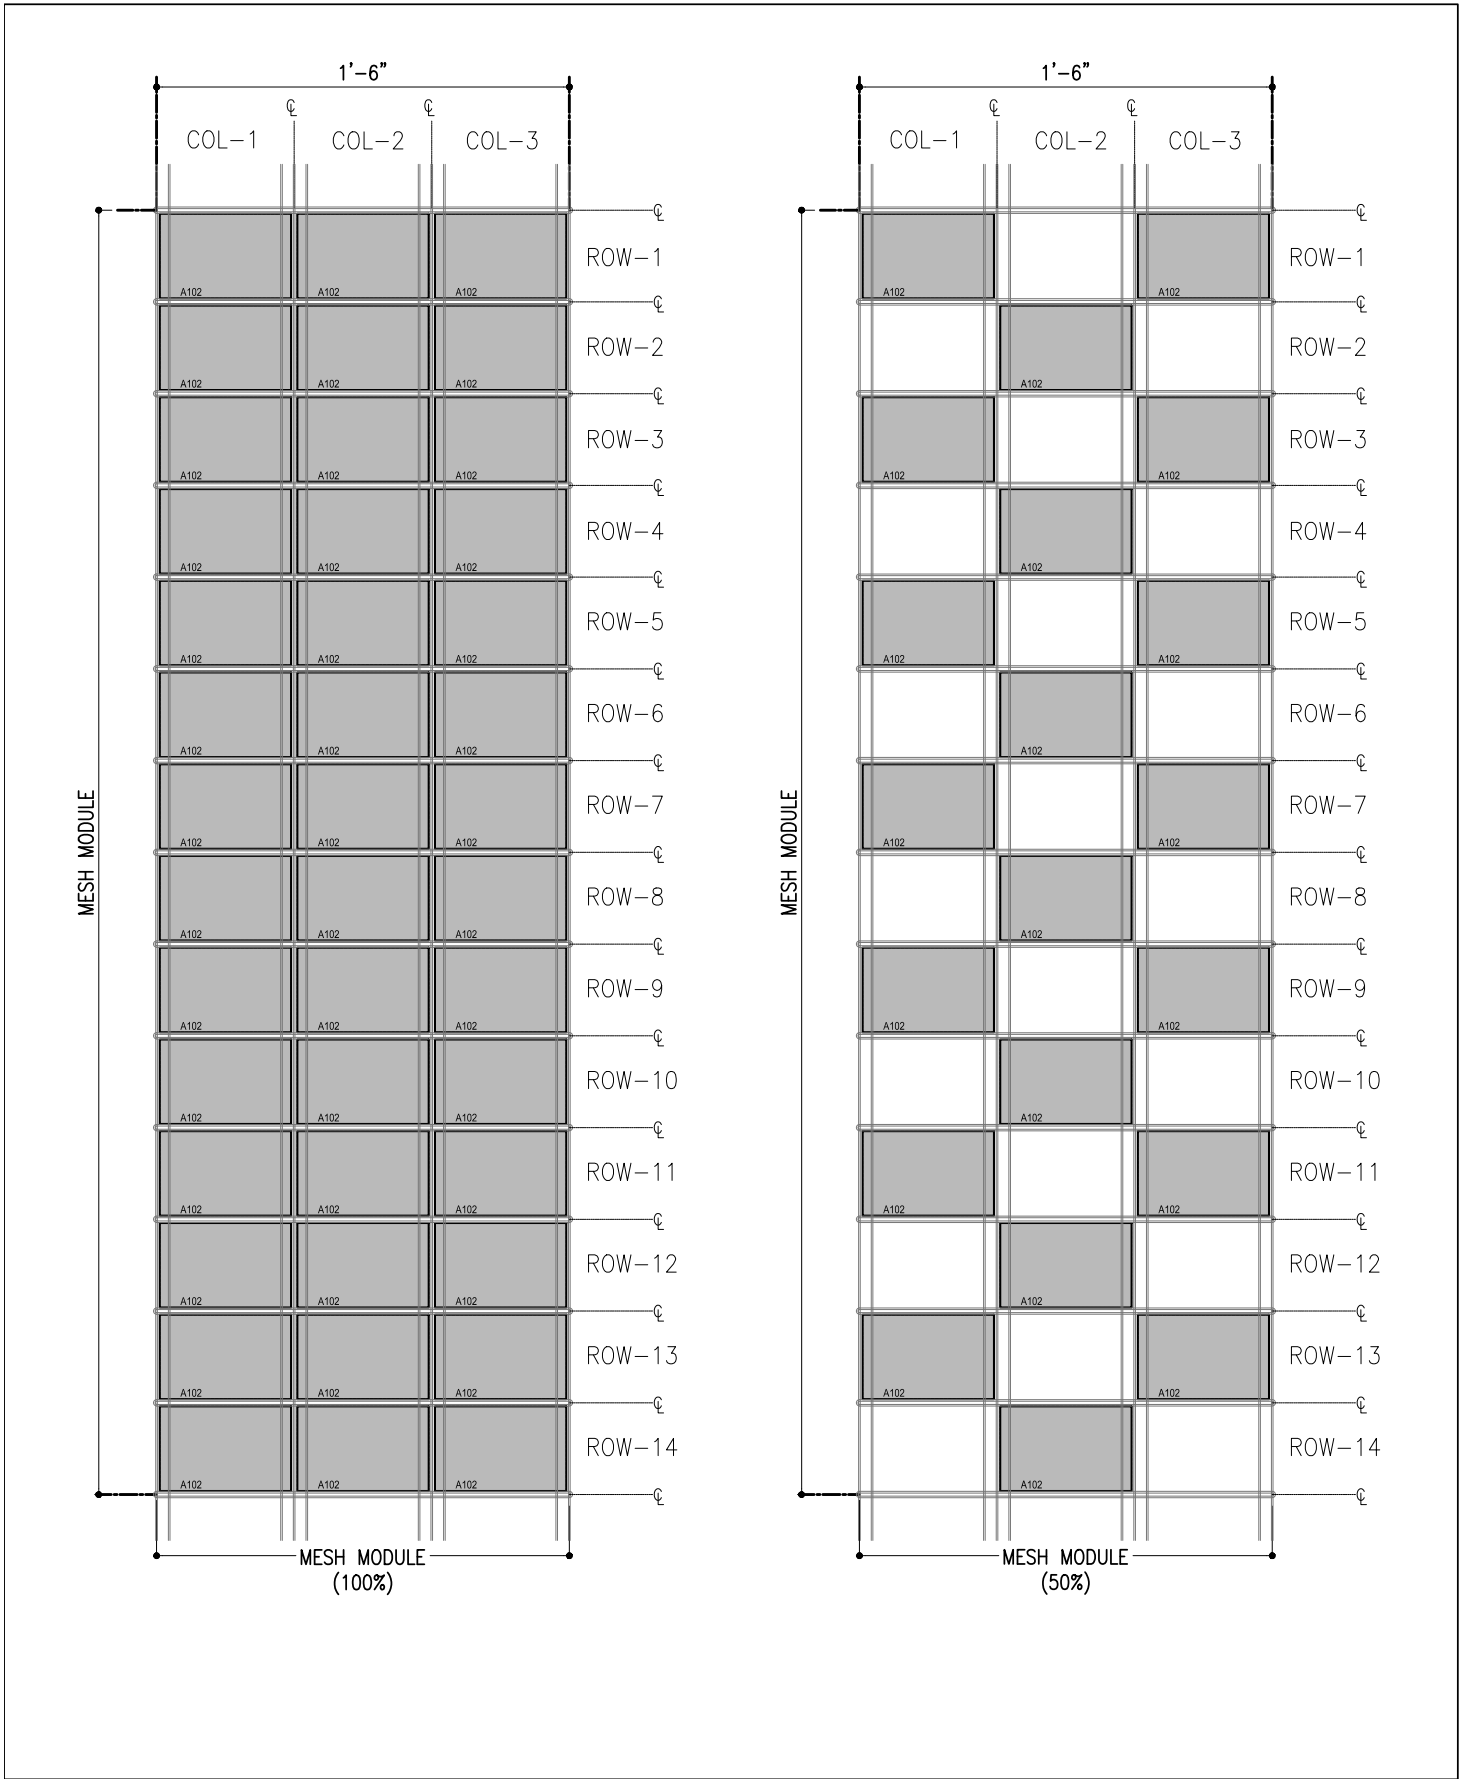 1'-6"
℄ ℄
COL-1 COL-2 COL-3
℄
ROW-1
A102 A102 A102
℄
ROW-2
A102 A102 A102
℄
ROW-3
A102 A102 A102
℄
ROW-4
A102 A102 A102
℄
ROW-5
A102 A102 A102
℄
ROW-6
A102 A102 A102
℄
ROW-7
A102 A102 A102
℄
MESH MODULE
ROW-8
A102 A102 A102
℄
ROW-9
A102 A102 A102
℄
ROW-10
A102 A102 A102
℄
ROW-11
A102 A102 A102
℄
ROW-12
A102 A102 A102
℄
ROW-13
A102 A102 A102
℄
ROW-14
A102 A102 A102
℄
MESH MODULE
(100%)
1'-6"
℄ ℄
COL-1 COL-2 COL-3
℄
ROW-1
A102 A102
℄
ROW-2
A102
℄
ROW-3
A102 A102
℄
ROW-4
A102
℄
ROW-5
A102 A102
℄
ROW-6
A102
℄
ROW-7
A102 A102
℄
MESH MODULE
ROW-8
A102
℄
ROW-9
A102 A102
℄
ROW-10
A102
℄
ROW-11
A102 A102
℄
ROW-12
A102
℄
ROW-13
A102 A102
℄
ROW-14
A102
℄
MESH MODULE
(50%)